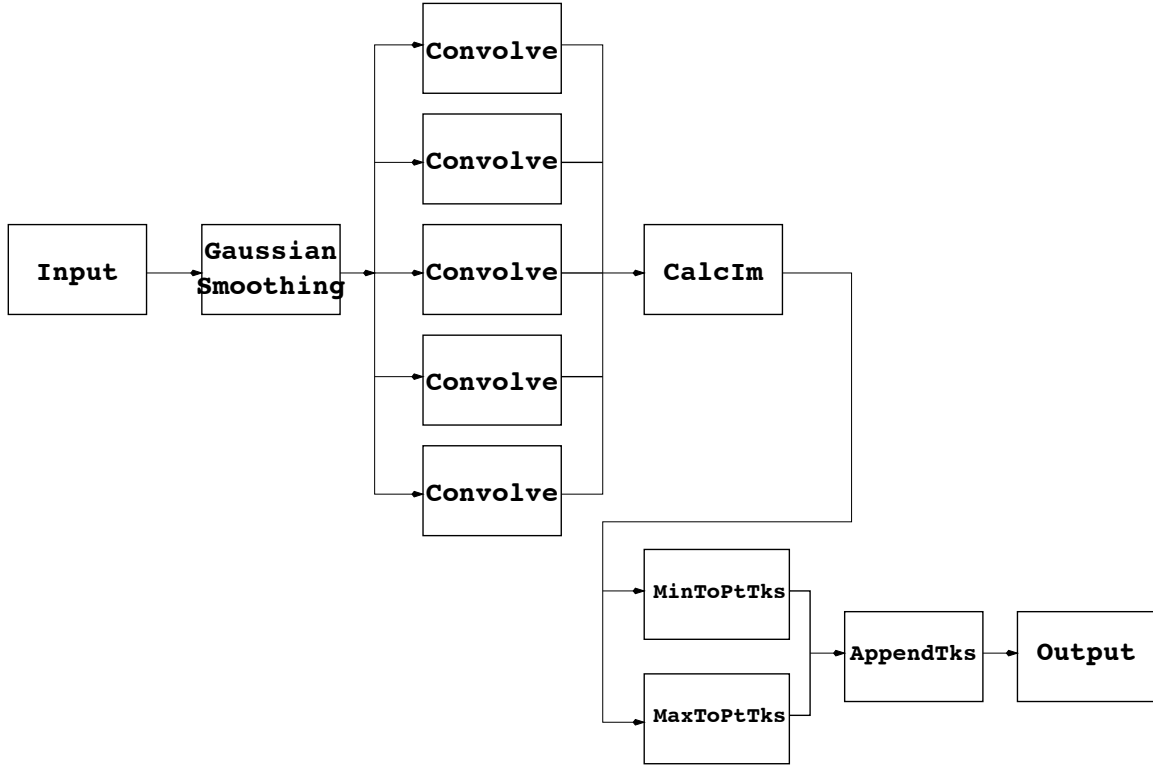 Convolve
Convolve
Input
Gaussian
Smoothing
Convolve
CalcIm
Convolve
Convolve
MinToPtTks
AppendTks
Output
MaxToPtTks